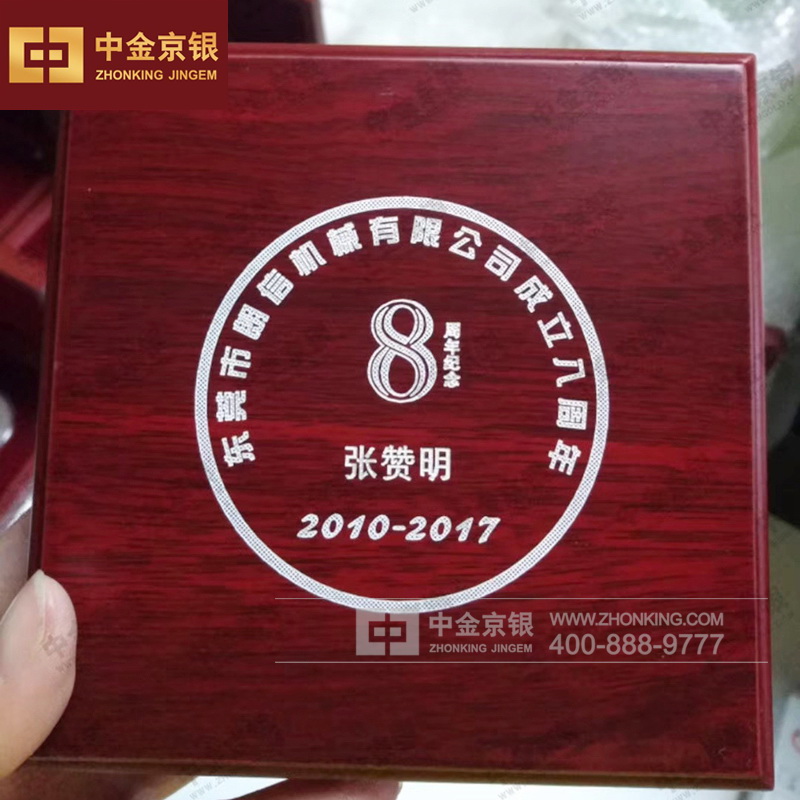 中金京银
ZHONKING JINGEM
东莞市朗信机械有限公司成立八周年
8
周年纪念
张赞明
2010-2017
中金京银
ZHONKING JINGEM
WWW.ZHONKING.COM
400-888-9777